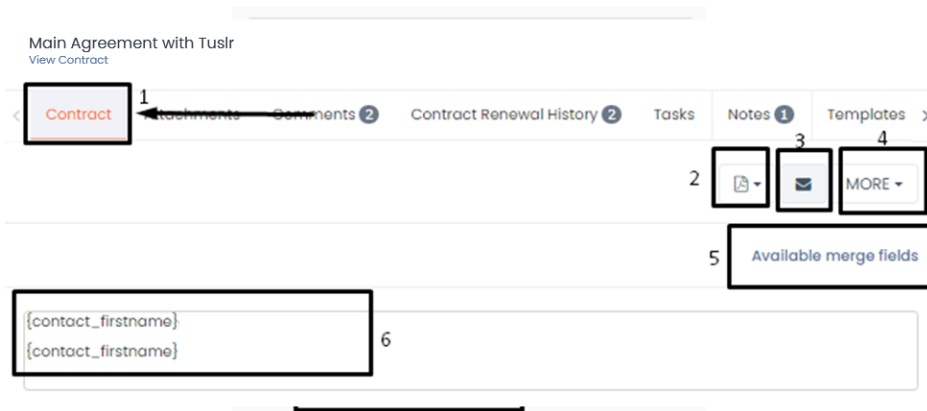 Main Agreement with Tuslr
View Contract
1
Contract Attachments Comments 2 Contract Renewal History 2 Tasks Notes 1 Templates
3 4
2 MORE
5 Available merge fields
{contact_firstname}
6
{contact_firstname}